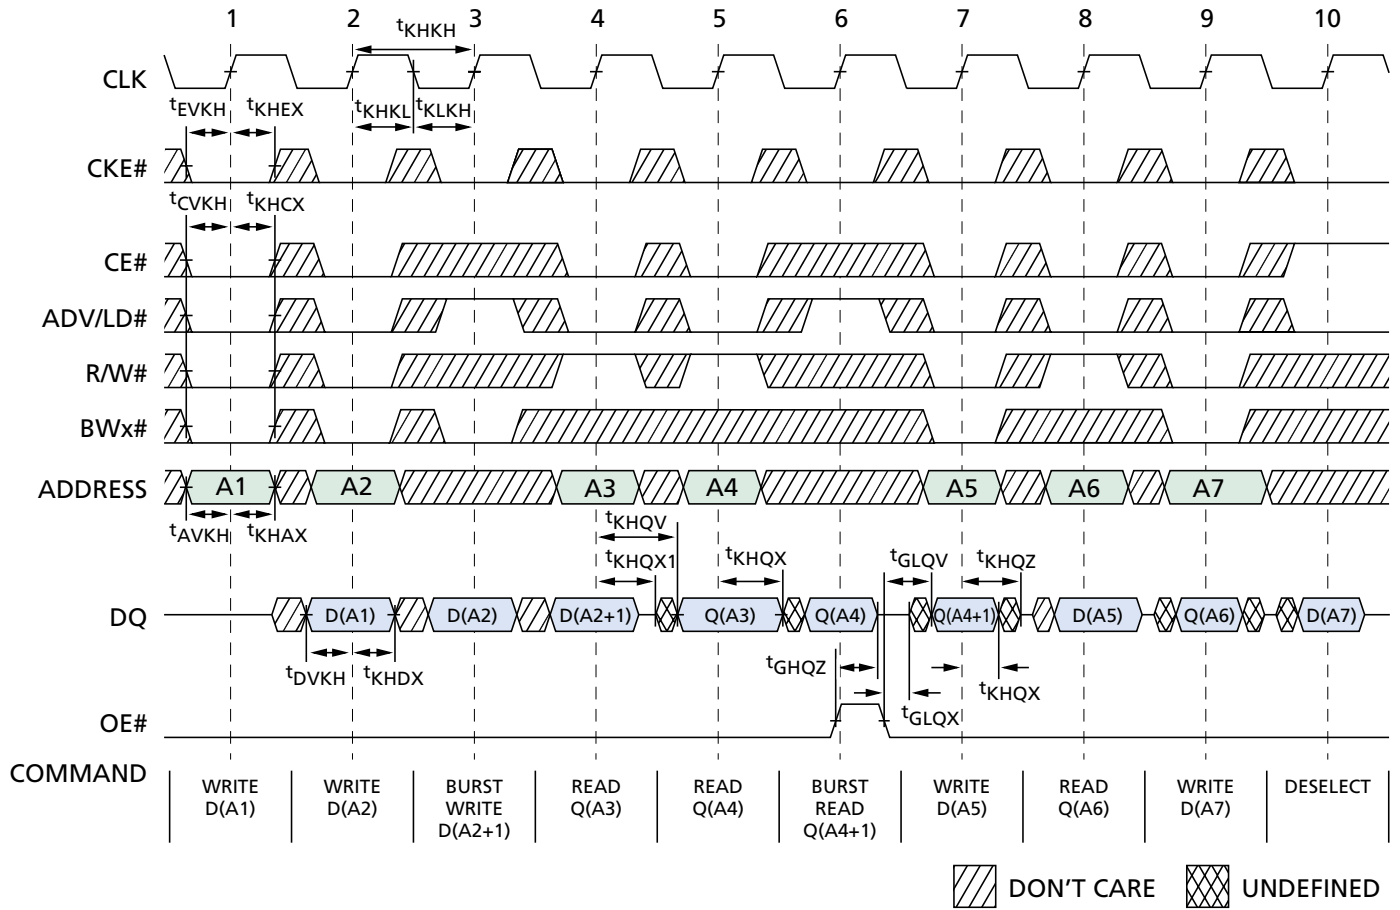 1 2 3 4 5 6 7 8 9 10
tKHKH
CLK
tEVKH tKHEX tKHKL tKLKH
CKE#
tCVKH tKHCX
CE#
ADV/LD#
R/W#
BWx#
ADDRESS A1 A2 A3 A4 A5 A6 A7
tAVKH tKHAX tKHQV
tKHQX1 tKHQX tGLQV tKHQZ
DQ D(A1) D(A2) D(A2+1) Q(A3) Q(A4) Q(A4+1) D(A5) Q(A6) D(A7)
tDVKH tKHDX tGHQZ tKHQX
tGLQX
OE#
COMMAND
WRITE WRITE BURST READ READ BURST WRITE READ WRITE DESELECT
D(A1) D(A2) WRITE Q(A3) Q(A4) READ D(A5) Q(A6) D(A7)
D(A2+1) Q(A4+1)
DON'T CARE UNDEFINED